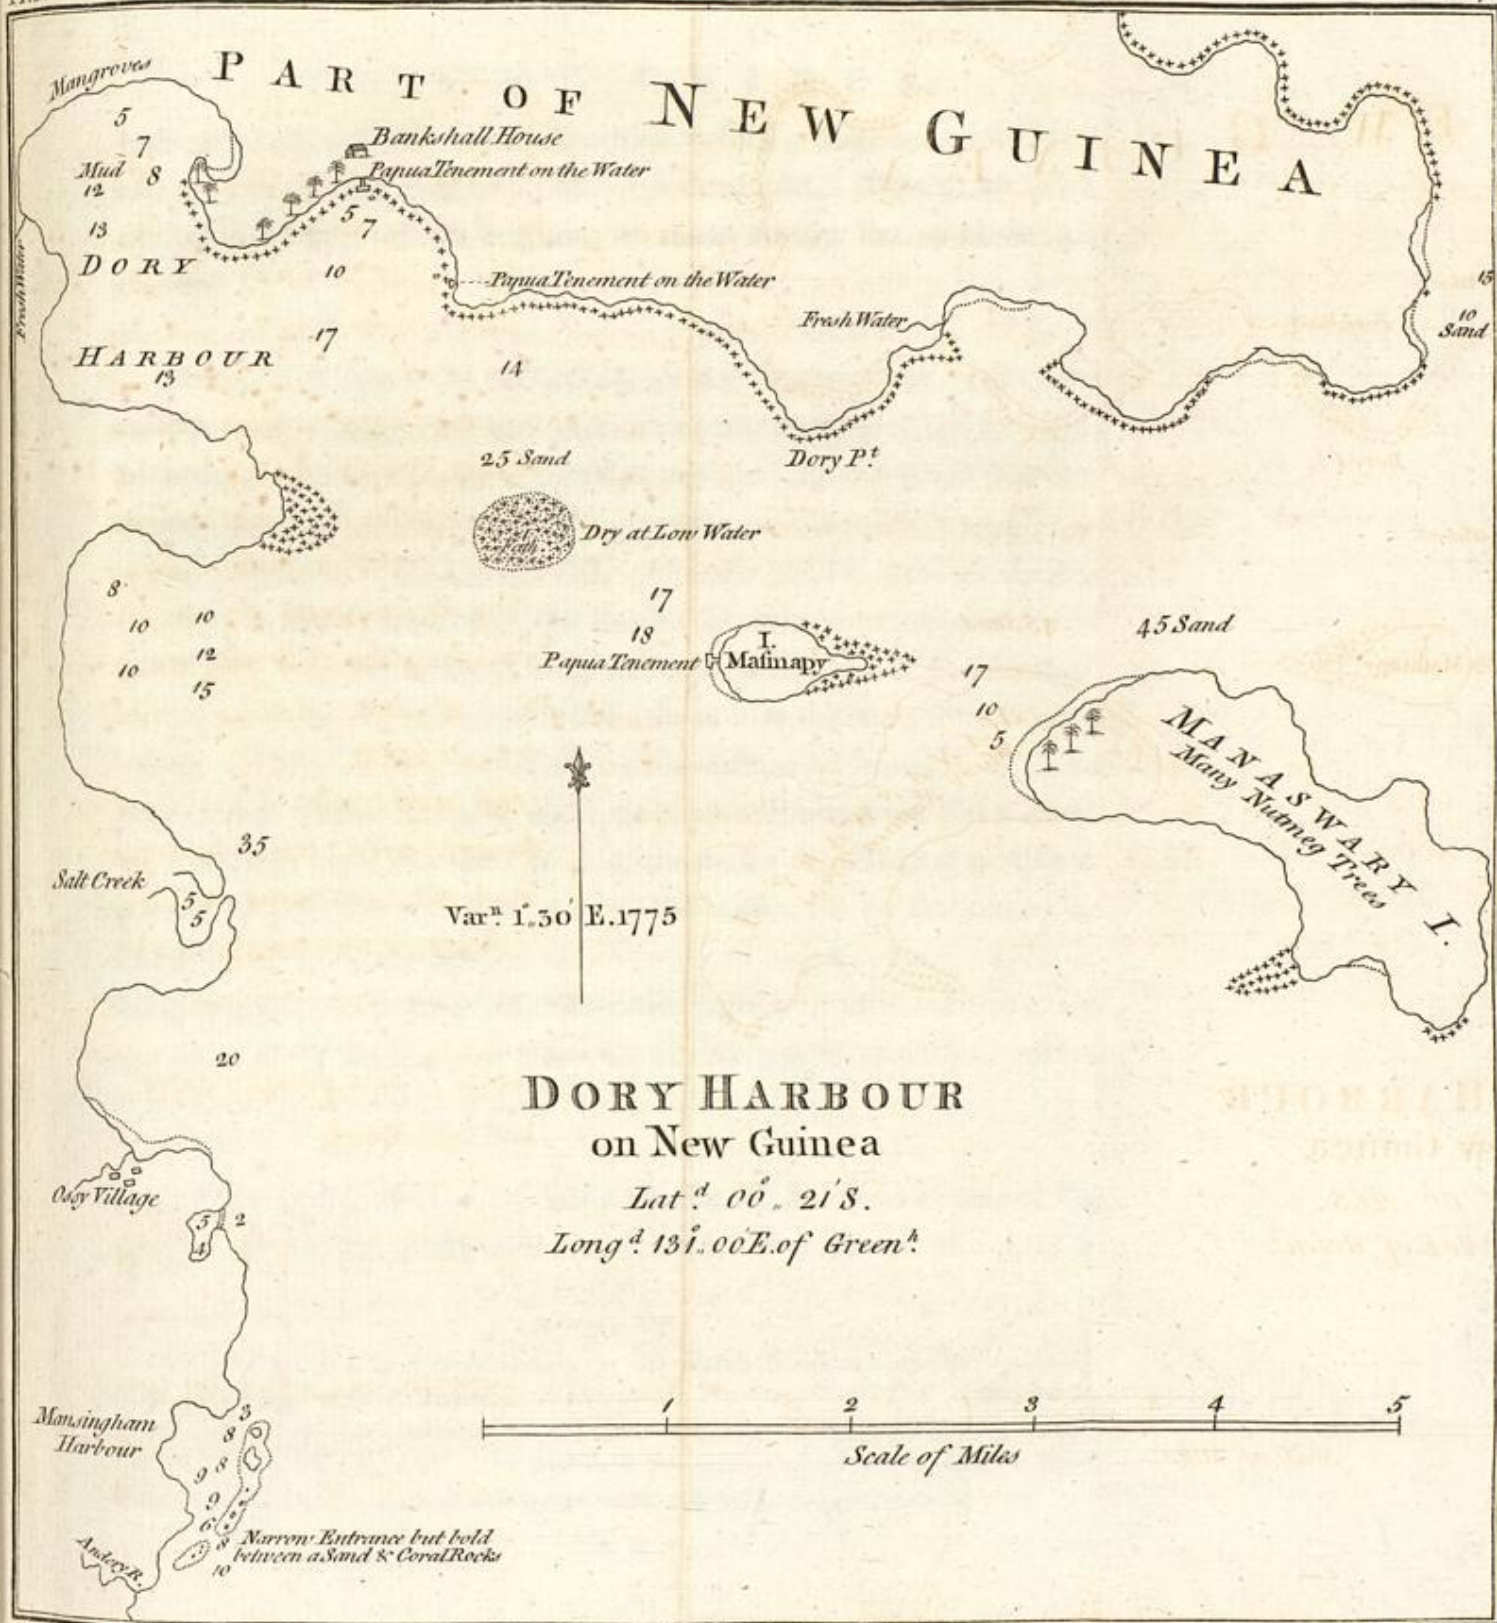 PART OF NEW GUINEA
Mangroves
5
7
Mud 8
12
13
Bankshall House
Papua Tenement on the Water
5 7
DORY
10
Papua Tenement on the Water
Fresh Water
Fresh Water
15
10
Sand
17
HARBOUR
13
14
25 Sand
Dory Pt.
Dry at Low Water
8
10 10
10 12
15
17
18
Papua Tenement
I.
Masinapy
45 Sand
17
10
5
MANASWARY I.
Many Nutmeg Trees
35
Salt Creek
5
5
Varn. 1°,,30' E. 1775
20
DORY HARBOUR
on New Guinea
Latd. 00°,, 21' S.
Longd. 131°,, 00' E. of Greenh.
Ossy Village
5 2
4
1 2 3 4 5
Scale of Miles
Mansingham
Harbour
3
8
9 8
9
6
8
10
Narrow Entrance but bold
between a Sand & Coral Rocks
Andery R.